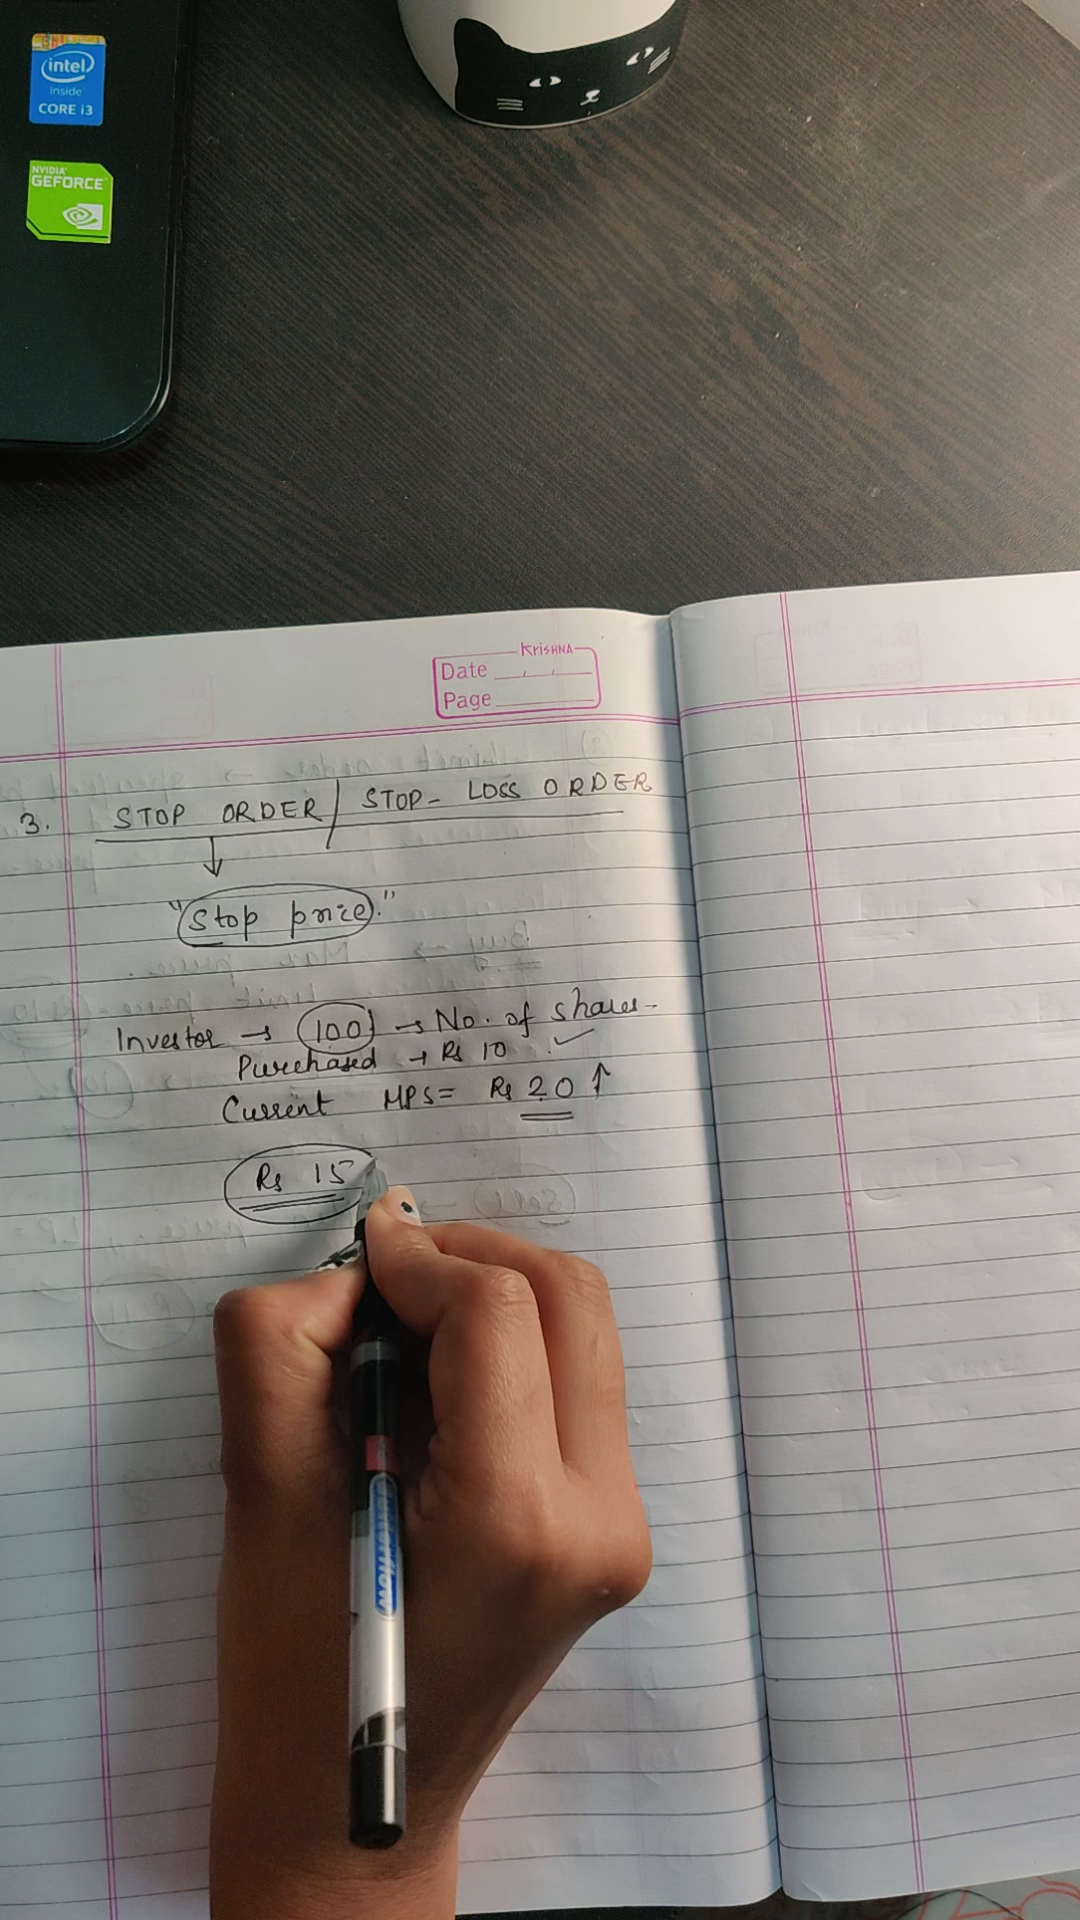 intel
inside
CORE i3
NVIDIA
GEFORCE
KRISHNA
Date
Page
3. STOP ORDER / STOP-LOSS ORDER
↓
"Stop price."
Investor → 100 → No. of shares-
Purchased → Rs 10 ✓
Current MPS = Rs 20 ↑
Rs 15